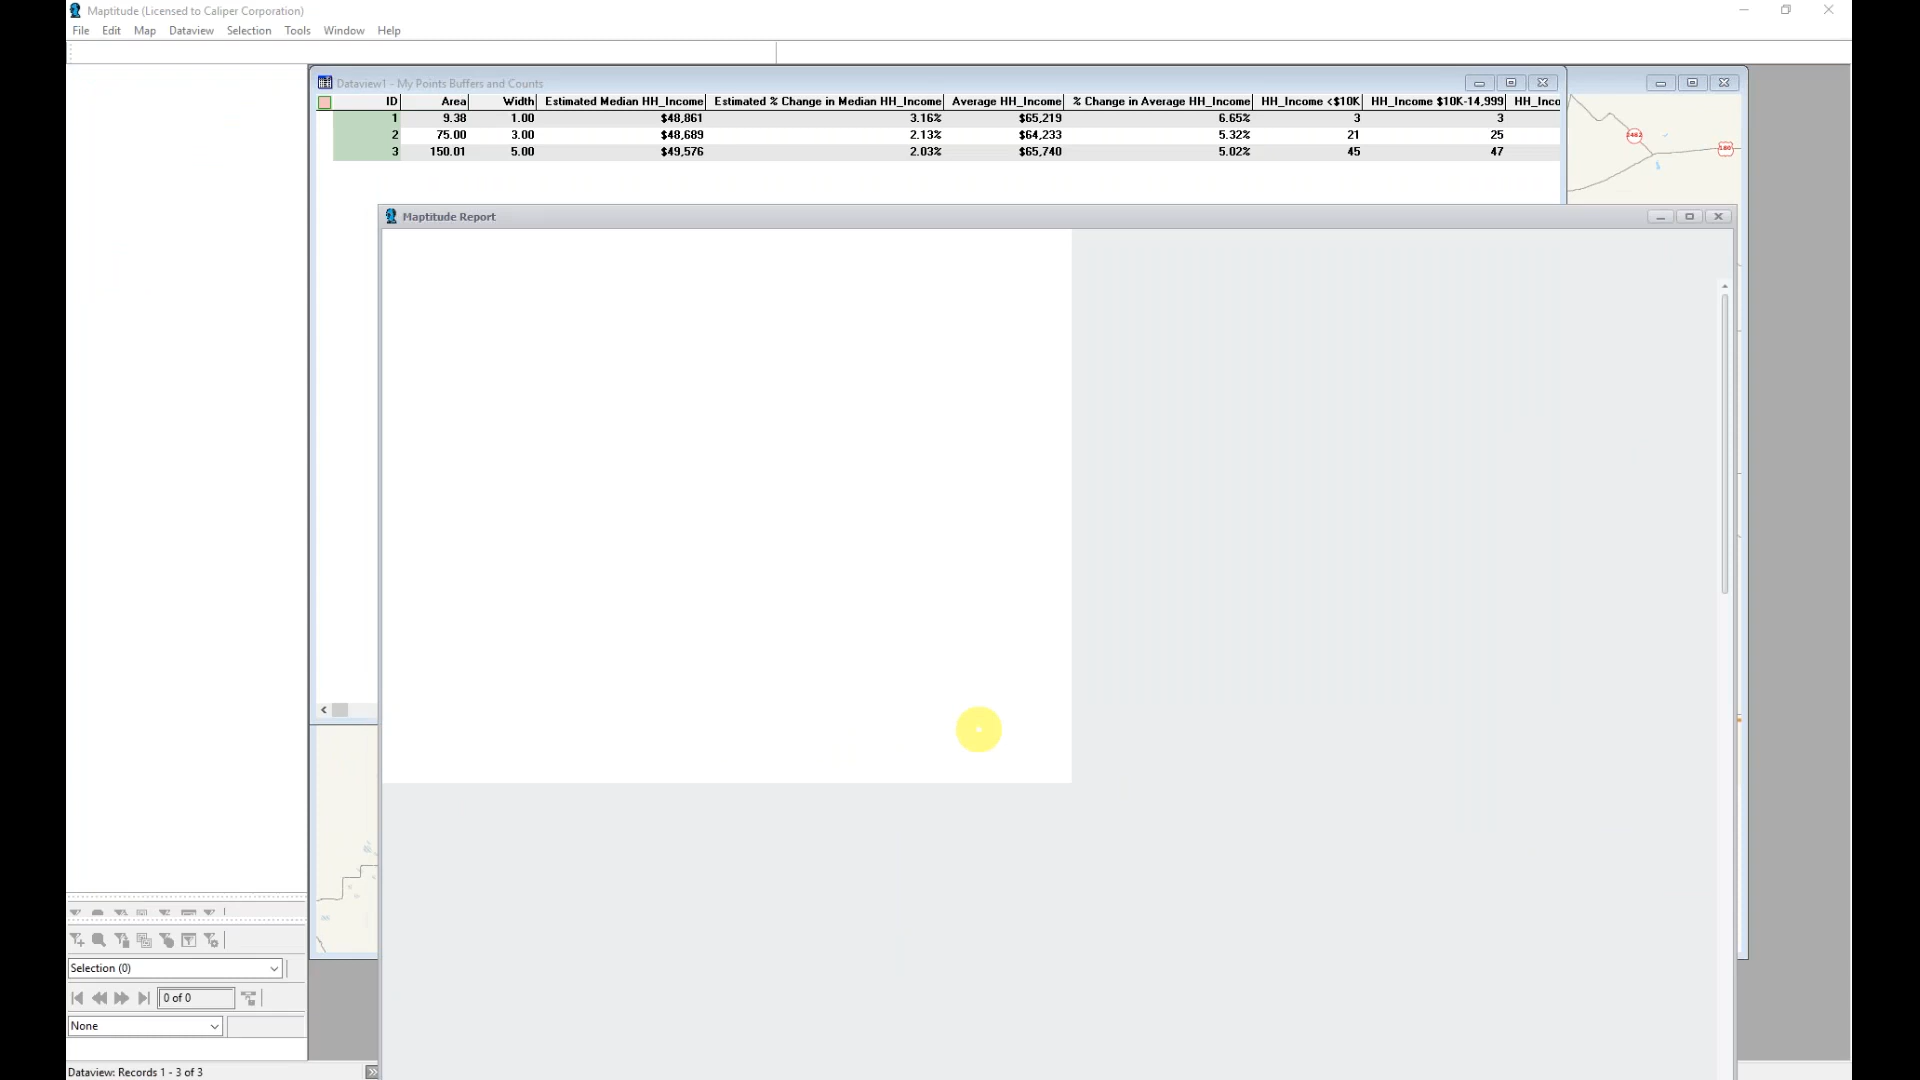 Maptitude (Licensed to Caliper Corporation)
File Edit Map Dataview Selection Tools Window Help
Dataview1 - My Points Buffers and Counts
ID Area Width Estimated Median HH_Income Estimated % Change in Median HH_Income Average HH_Income % Change in Average HH_Income HH_Income <$10K HH_Income $10K-14,999 HH_Inco
1 9.38 1.00 $48,861 3.16% $65,219 6.65% 3 3
2 75.00 3.00 $48,689 2.13% $64,233 5.32% 21 25
3 150.01 5.00 $49,576 2.03% $65,740 5.02% 45 47
2482
180
Maptitude Report
Selection (0)
0 of 0
None
Dataview: Records 1 - 3 of 3